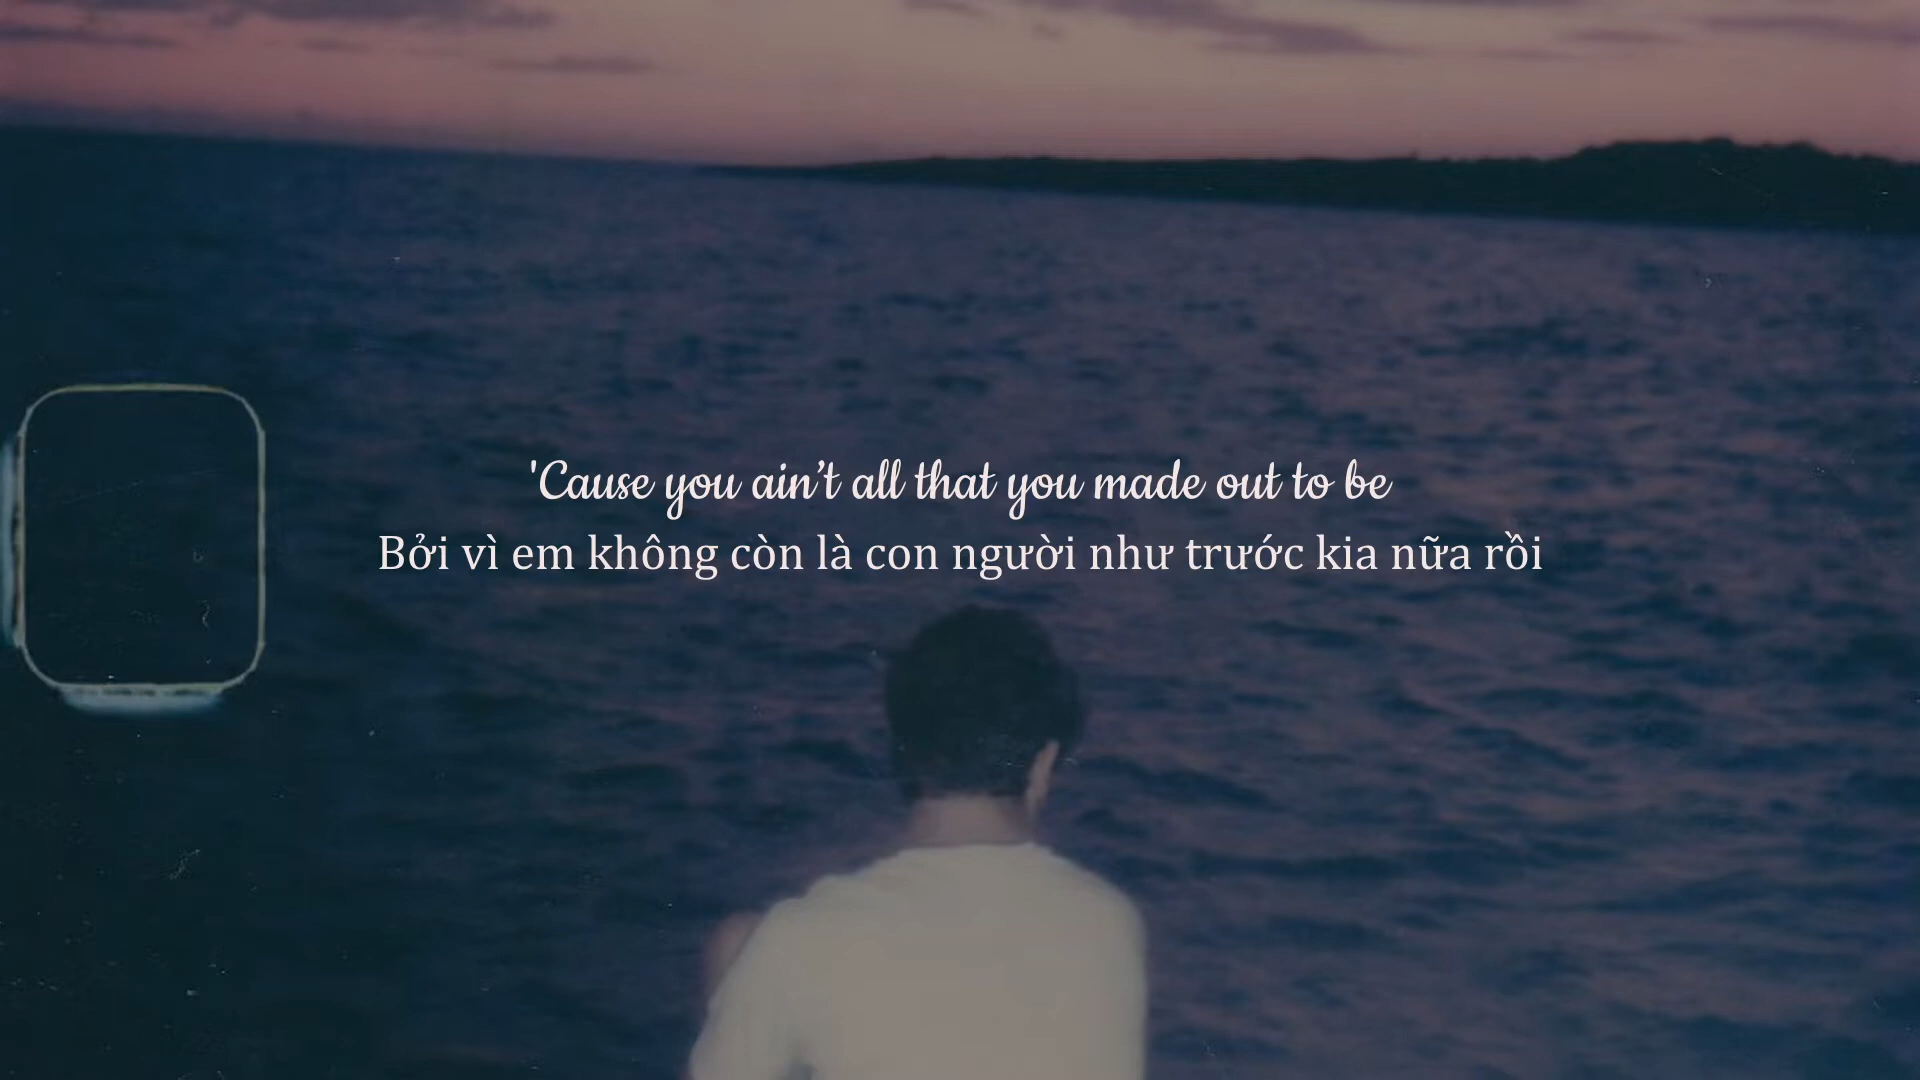 'Cause you ain’t all that you made out to be
Bởi vì em không còn là con người như trước kia nữa rồi